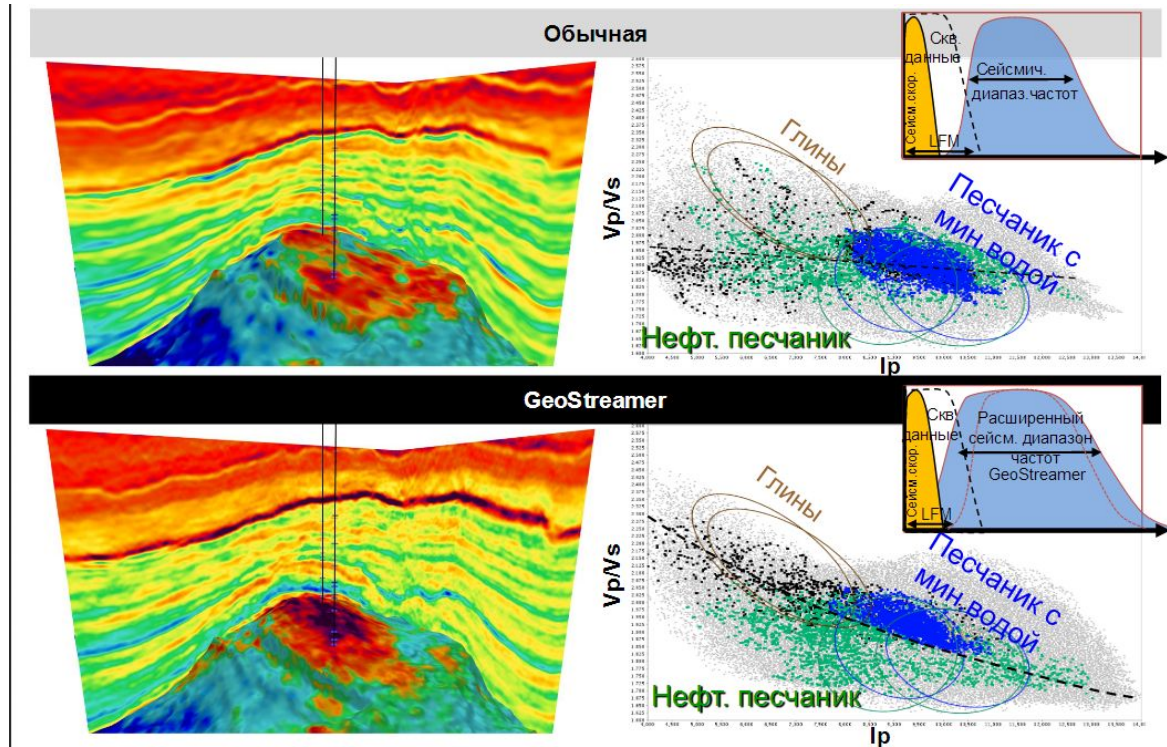 Обычная
Скв.
данные
Сейсм.скор.
Сейсмич.
диапаз.частот
LFM
Глины
Песчаник с
мин.водой
Vp/Vs
Нефт. песчаник
Ip
GeoStreamer
Скв.
данные
Сейсм.скор.
Расширенный
сейсм. диапазон
частот
GeoStreamer
LFM
Глины
Песчаник с
мин.водой
Vp/Vs
Нефт. песчаник
Ip